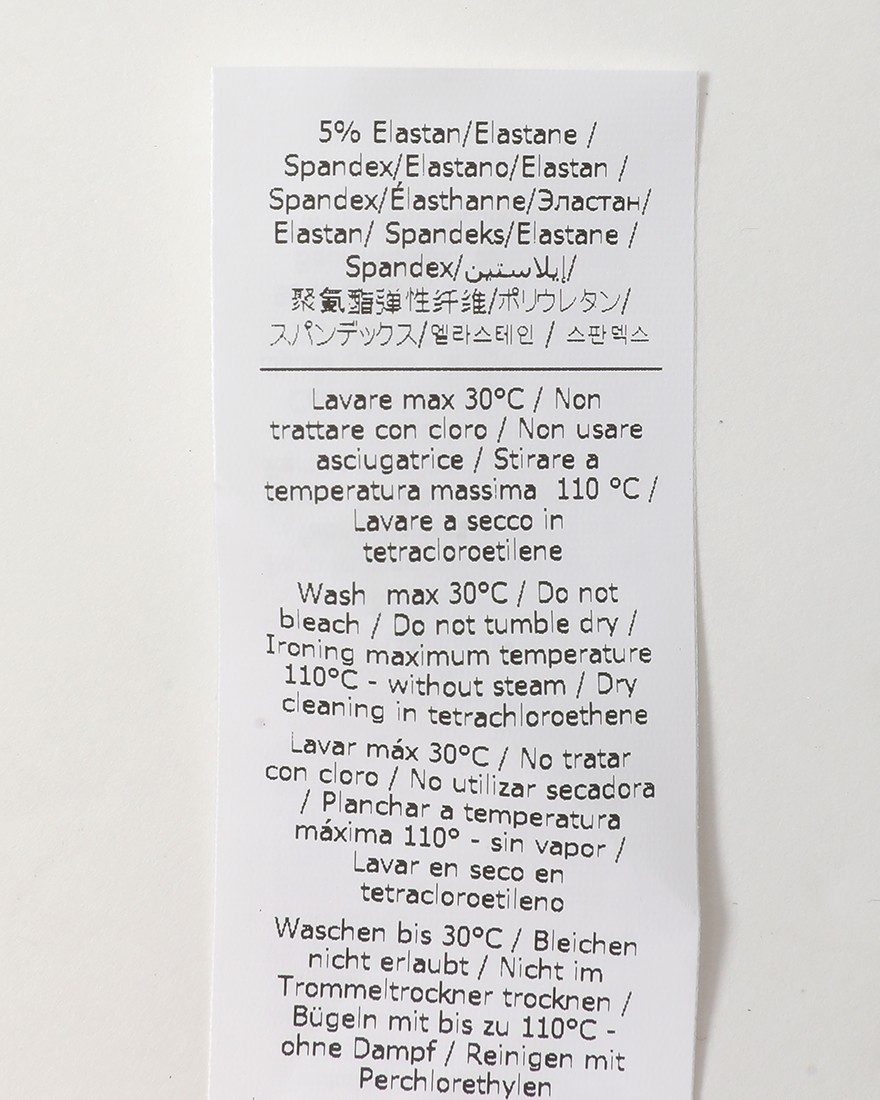 5% Elastan/Elastane /
Spandex/Elastano/Elastan /
Spandex/Élasthanne/Эластан/
Elastan/ Spandeks/Elastane /
Spandex/إيلاستين/
聚氨酯弹性纤维/ポリウレタン/
スパンデックス/엘라스테인 / 스판덱스
Lavare max 30°C / Non
trattare con cloro / Non usare
asciugatrice / Stirare a
temperatura massima 110 °C /
Lavare a secco in
tetracloroetilene
Wash max 30°C / Do not
bleach / Do not tumble dry /
Ironing maximum temperature
110°C - without steam / Dry
cleaning in tetrachloroethene
Lavar máx 30°C / No tratar
con cloro / No utilizar secadora
/ Planchar a temperatura
máxima 110° - sin vapor /
Lavar en seco en
tetracloroetileno
Waschen bis 30°C / Bleichen
nicht erlaubt / Nicht im
Trommeltrockner trocknen /
Bügeln mit bis zu 110°C -
ohne Dampf / Reinigen mit
Perchlorethylen